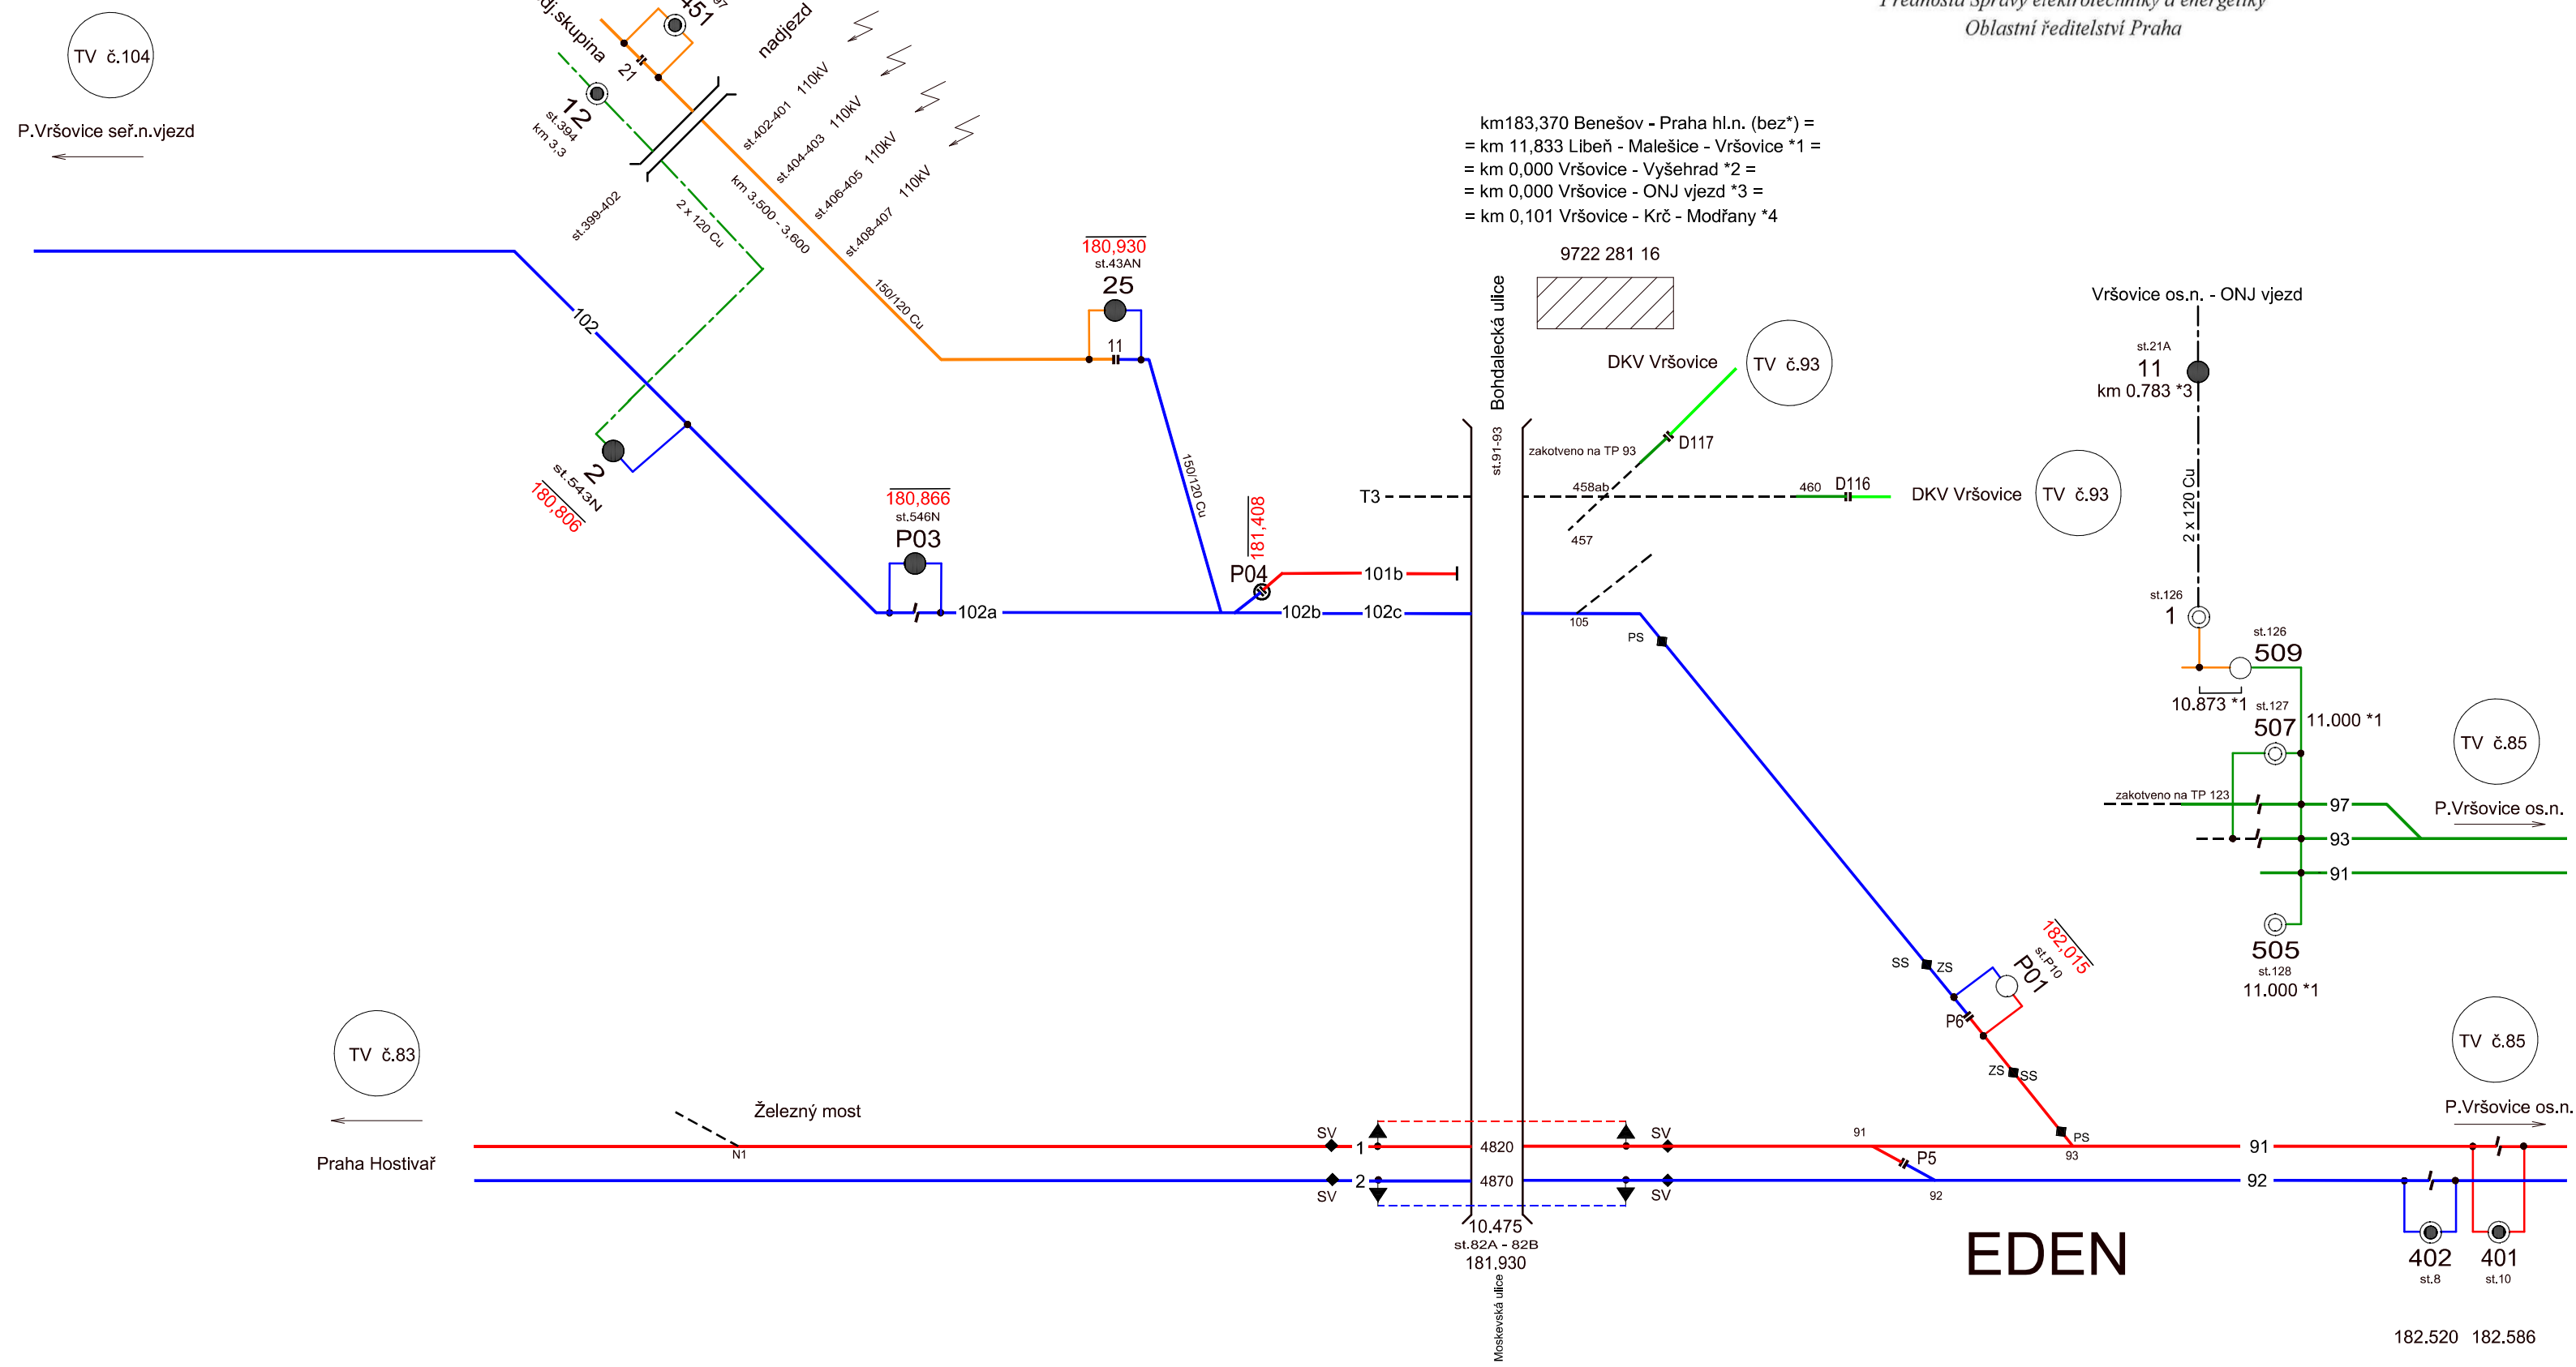 Přednosta Správy elektrotechniky a energetiky
Oblastní ředitelství Praha
TV č.104
P.Vršovice seř.n.vjezd
skupina
451
21
nadjezd
12
st.394
km 3,3
st.402-401 110kV
st.404-403 110kV
st.406-405 110kV
st.408-407 110kV
st.399-402
2 x 120 Cu
km 3,500 - 3,600
150/120 Cu
km183,370 Benešov - Praha hl.n. (bez*) =
= km 11,833 Libeň - Malešice - Vršovice *1 =
= km 0,000 Vršovice - Vyšehrad *2 =
= km 0,000 Vršovice - ONJ vjezd *3 =
= km 0,101 Vršovice - Krč - Modřany *4
9722 281 16
180,930
st.43AN
25
11
102
2
st.543N
180,806
180,866
st.546N
P03
102a
150/120 Cu
P04
181,408
101b
102b
102c
T3
Bohdalecká ulice
st.91-93
DKV Vršovice
TV č.93
zakotveno na TP 93
D117
458ab
460
D116
DKV Vršovice
TV č.93
457
105
PS
Vršovice os.n. - ONJ vjezd
st.21A
11
km 0.783 *3
2 x 120 Cu
st.126
1
st.126
509
10.873 *1
st.127
507
11.000 *1
TV č.85
zakotveno na TP 123
97
P.Vršovice os.n.
93
91
505
st.128
11.000 *1
SS
ZS
182,015
st.P10
P01
P6
ZS
SS
PS
93
TV č.83
Praha Hostivař
Železný most
N1
SV
1
4820
SV
91
P5
91
SV
2
4870
SV
92
92
10.475
st.82A - 82B
181.930
Moskevská ulice
EDEN
TV č.85
P.Vršovice os.n.
402
st.8
401
st.10
182.520
182.586